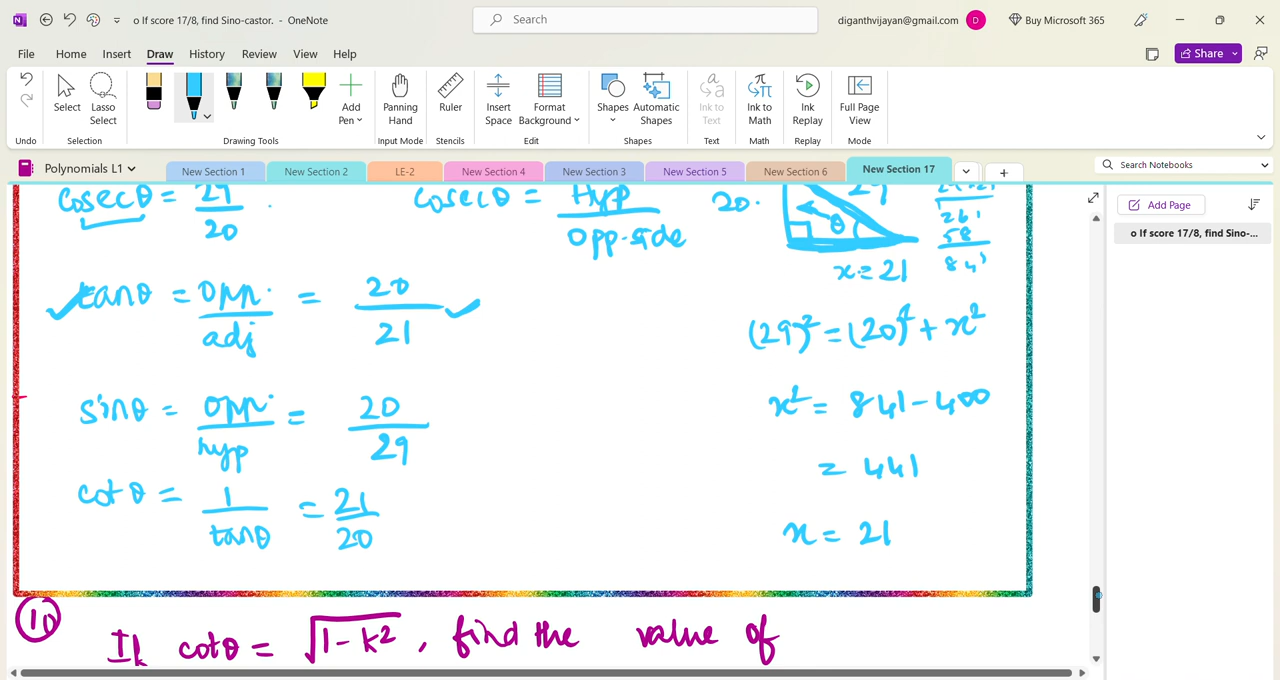 o If score 17/8, find Sino-castor. - OneNote
Search
diganthvijayan@gmail.com D
Buy Microsoft 365
File Home Insert Draw History Review View Help
Share
Undo
Select
Lasso Select
Selection
Drawing Tools
Add Pen
Panning Hand
Input Mode
Ruler
Stencils
Insert Space
Format Background
Edit
Shapes
Automatic Shapes
Shapes
Ink to Text
Text
Ink to Math
Math
Ink Replay
Replay
Full Page View
Mode
Polynomials L1
New Section 1
New Section 2
LE-2
New Section 4
New Section 3
New Section 5
New Section 6
New Section 17
+
Search Notebooks
Add Page
o If score 17/8, find Sino-...
cosecθ = 29/20
cosecθ = Hyp/opp.side
20. 29 θ
x = 21
261
58
841
tanθ = opp./adj = 20/21
sinθ = opp./hyp = 20/29
cotθ = 1/tanθ = 21/20
(29)² = (20)² + x²
x² = 841 - 400
= 441
x = 21
10
If cotθ = √1-k², find the value of